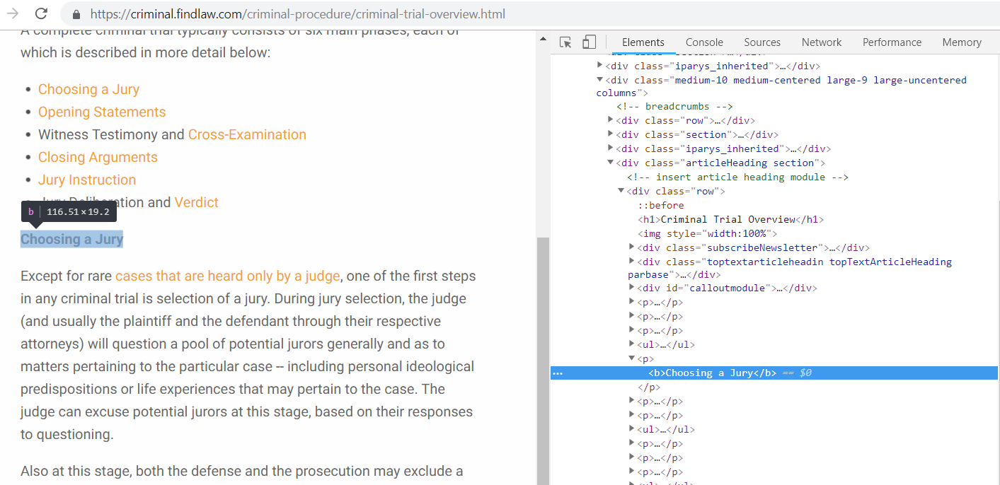 https://criminal.findlaw.com/criminal-procedure/criminal-trial-overview.html
A complete criminal trial typically consists of six main phases, each of
which is described in more detail below:
• Choosing a Jury
• Opening Statements
• Witness Testimony and Cross-Examination
• Closing Arguments
• Jury Instruction
• Jury Deliberation and Verdict
b 116.51 × 19.2
Choosing a Jury
Except for rare cases that are heard only by a judge, one of the first steps
in any criminal trial is selection of a jury. During jury selection, the judge
(and usually the plaintiff and the defendant through their respective
attorneys) will question a pool of potential jurors generally and as to
matters pertaining to the particular case -- including personal ideological
predispositions or life experiences that may pertain to the case. The
judge can excuse potential jurors at this stage, based on their responses
to questioning.
Also at this stage, both the defense and the prosecution may exclude a
Elements Console Sources Network Performance Memory
<div class="iparys_inherited">…</div>
<div class="medium-10 medium-centered large-9 large-uncentered
columns">
<!-- breadcrumbs -->
<div class="row">…</div>
<div class="section">…</div>
<div class="iparys_inherited">…</div>
<div class="articleHeading section">
<!-- insert article heading module -->
<div class="row">
::before
<h1>Criminal Trial Overview</h1>
<img style="width:100%">
<div class="subscribeNewsletter">…</div>
<div class="toptextarticleheadin topTextArticleHeading
parbase">…</div>
<div id="calloutmodule">…</div>
<p>…</p>
<p>…</p>
<p>…</p>
<ul>…</ul>
<p>
… <b>Choosing a Jury</b> == $0
</p>
<p>…</p>
<p>…</p>
<ul>…</ul>
<p>…</p>
<p>…</p>
<p>…</p>